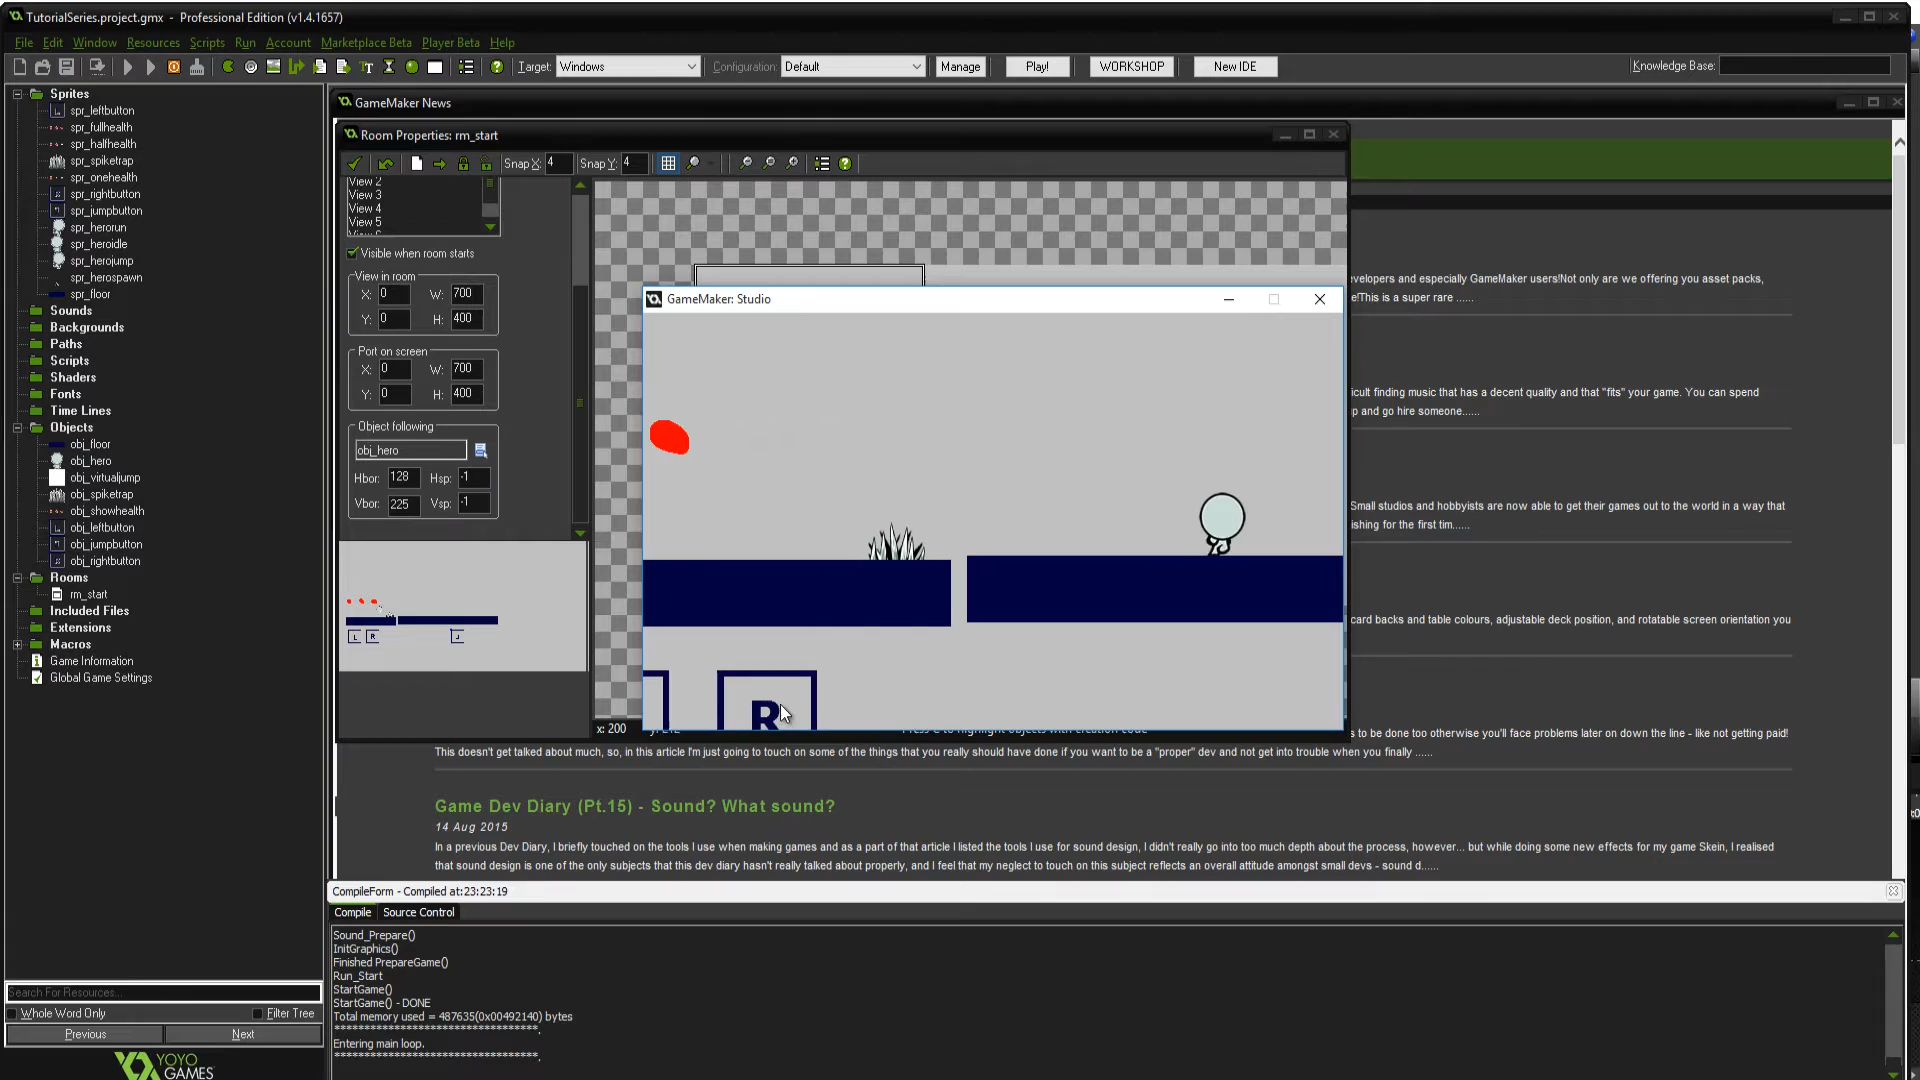 TutorialSeries.project.gmx - Professional Edition (v1.4.1657)
File Edit Window Resources Scripts Run Account Marketplace Beta Player Beta Help
Target: Windows Configuration: Default Manage Play! WORKSHOP New IDE Knowledge Base:
Sprites
spr_leftbutton
spr_fullhealth
spr_halfhealth
spr_spiketrap
spr_onehealth
spr_rightbutton
spr_jumpbutton
spr_herorun
spr_heroidle
spr_herojump
spr_herospawn
spr_floor
Sounds
Backgrounds
Paths
Scripts
Shaders
Fonts
Time Lines
Objects
obj_floor
obj_hero
obj_virtualjump
obj_spiketrap
obj_showhealth
obj_leftbutton
obj_jumpbutton
obj_rightbutton
Rooms
rm_start
Included Files
Extensions
Macros
Game Information
Global Game Settings
Search For Resources...
Whole Word Only Filter Tree
Previous Next
YOYO
GAMES
GameMaker News
Room Properties: rm_start
Snap X: 4 Snap Y: 4
View 2
View 3
View 4
View 5
Visible when room starts
View in room
X: 0 W: 700
Y: 0 H: 400
Port on screen
X: 0 W: 700
Y: 0 H: 400
Object following
obj_hero
Hbor: 128 Hsp: -1
Vbor: 225 Vsp: -1
L R J
x: 200
GameMaker: Studio
R
evelopers and especially GameMaker users!Not only are we offering you asset packs,
e!This is a super rare ......
ficult finding music that has a decent quality and that "fits" your game. You can spend
p and go hire someone......
Small studios and hobbyists are now able to get their games out to the world in a way that
ishing for the first tim......
card backs and table colours, adjustable deck position, and rotatable screen orientation you
s to be done too otherwise you'll face problems later on down the line - like not getting paid!
This doesn't get talked about much, so, in this article I'm just going to touch on some of the things that you really should have done if you want to be a "proper" dev and not get into trouble when you finally ......
Game Dev Diary (Pt.15) - Sound? What sound?
14 Aug 2015
In a previous Dev Diary, I briefly touched on the tools I use when making games and as a part of that article I listed the tools I use for sound design, I didn't really go into too much depth about the process, however... but while doing some new effects for my game Skein, I realised
that sound design is one of the only subjects that this dev diary hasn't really talked about properly, and I feel that my neglect to touch on this subject reflects an overall attitude amongst small devs - sound d......
CompileForm - Compiled at:23:23:19
Compile Source Control
Sound_Prepare()
InitGraphics()
Finished PrepareGame()
Run_Start
StartGame()
StartGame() - DONE
Total memory used = 487635(0x00492140) bytes
**********************************.
Entering main loop.
**********************************.